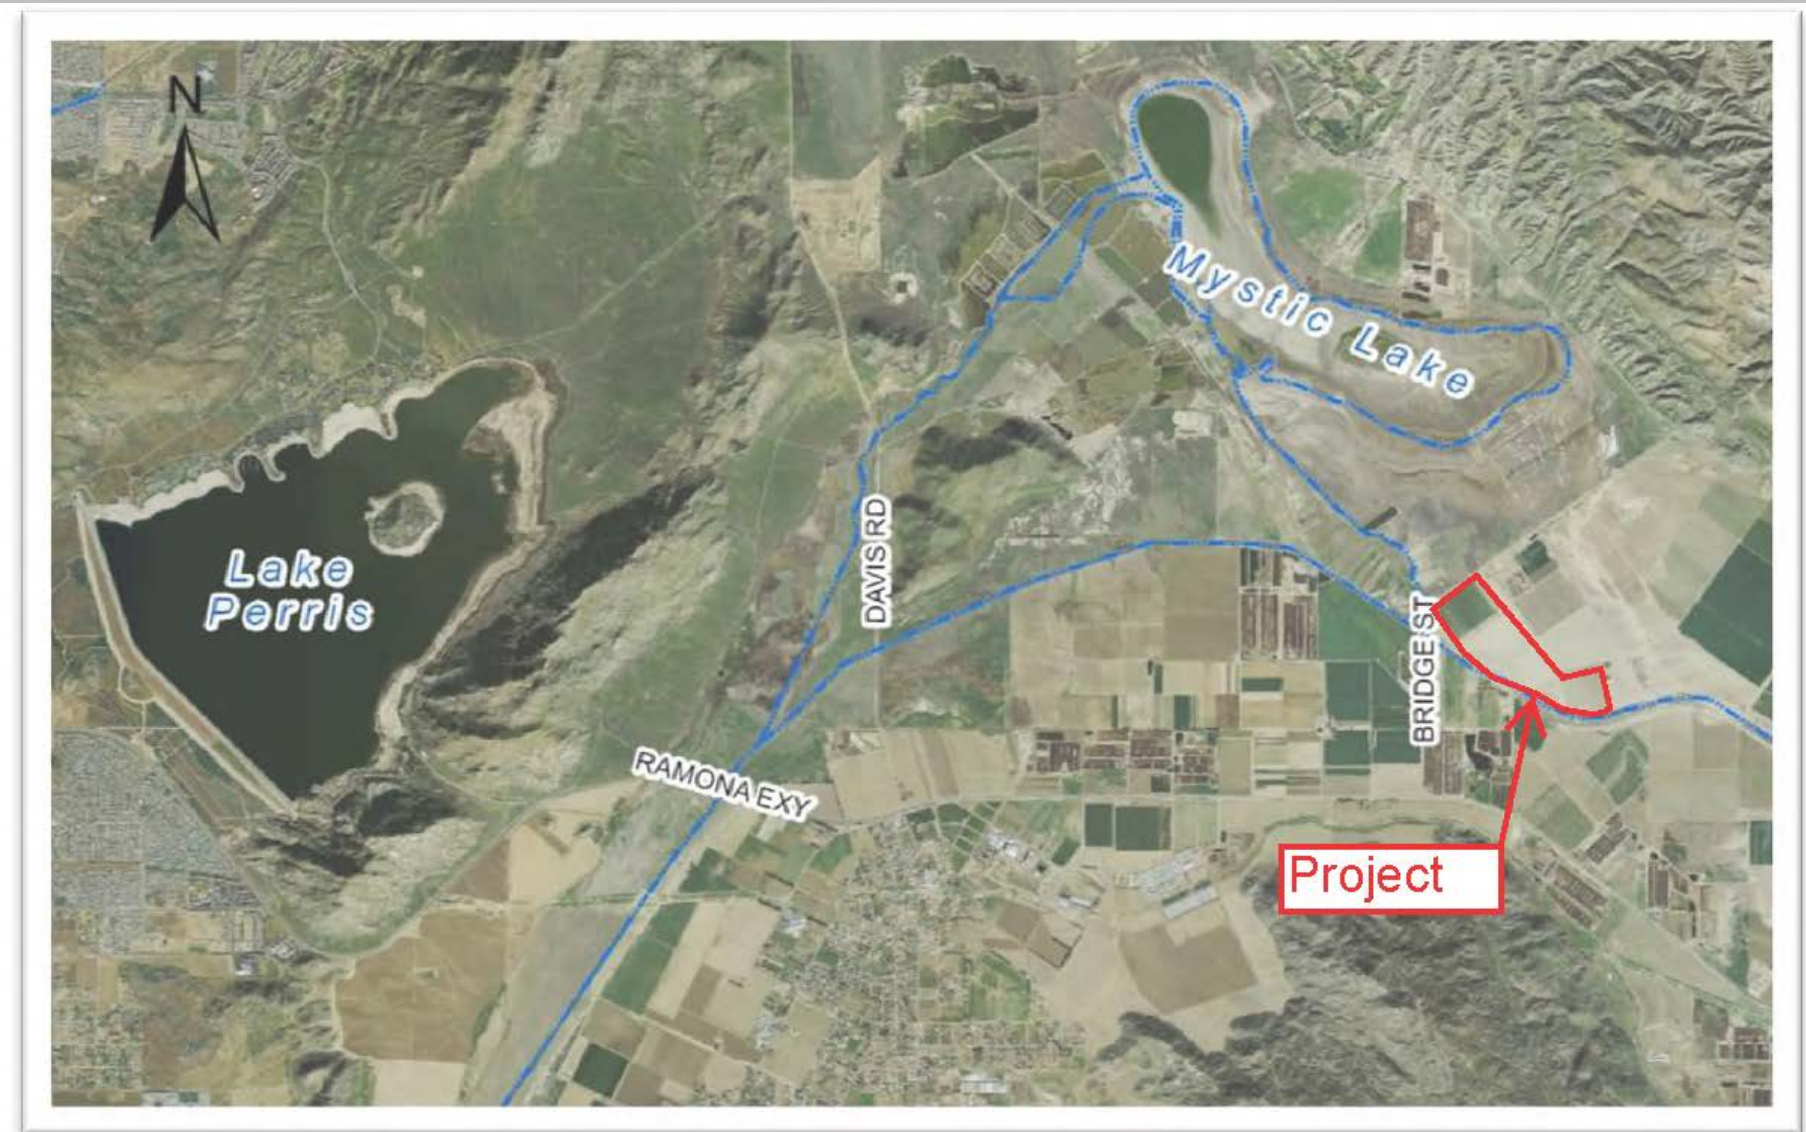 N
Mystic Lake
Lake
Perris
DAVIS RD
BRIDGE ST
RAMONA EXY
Project